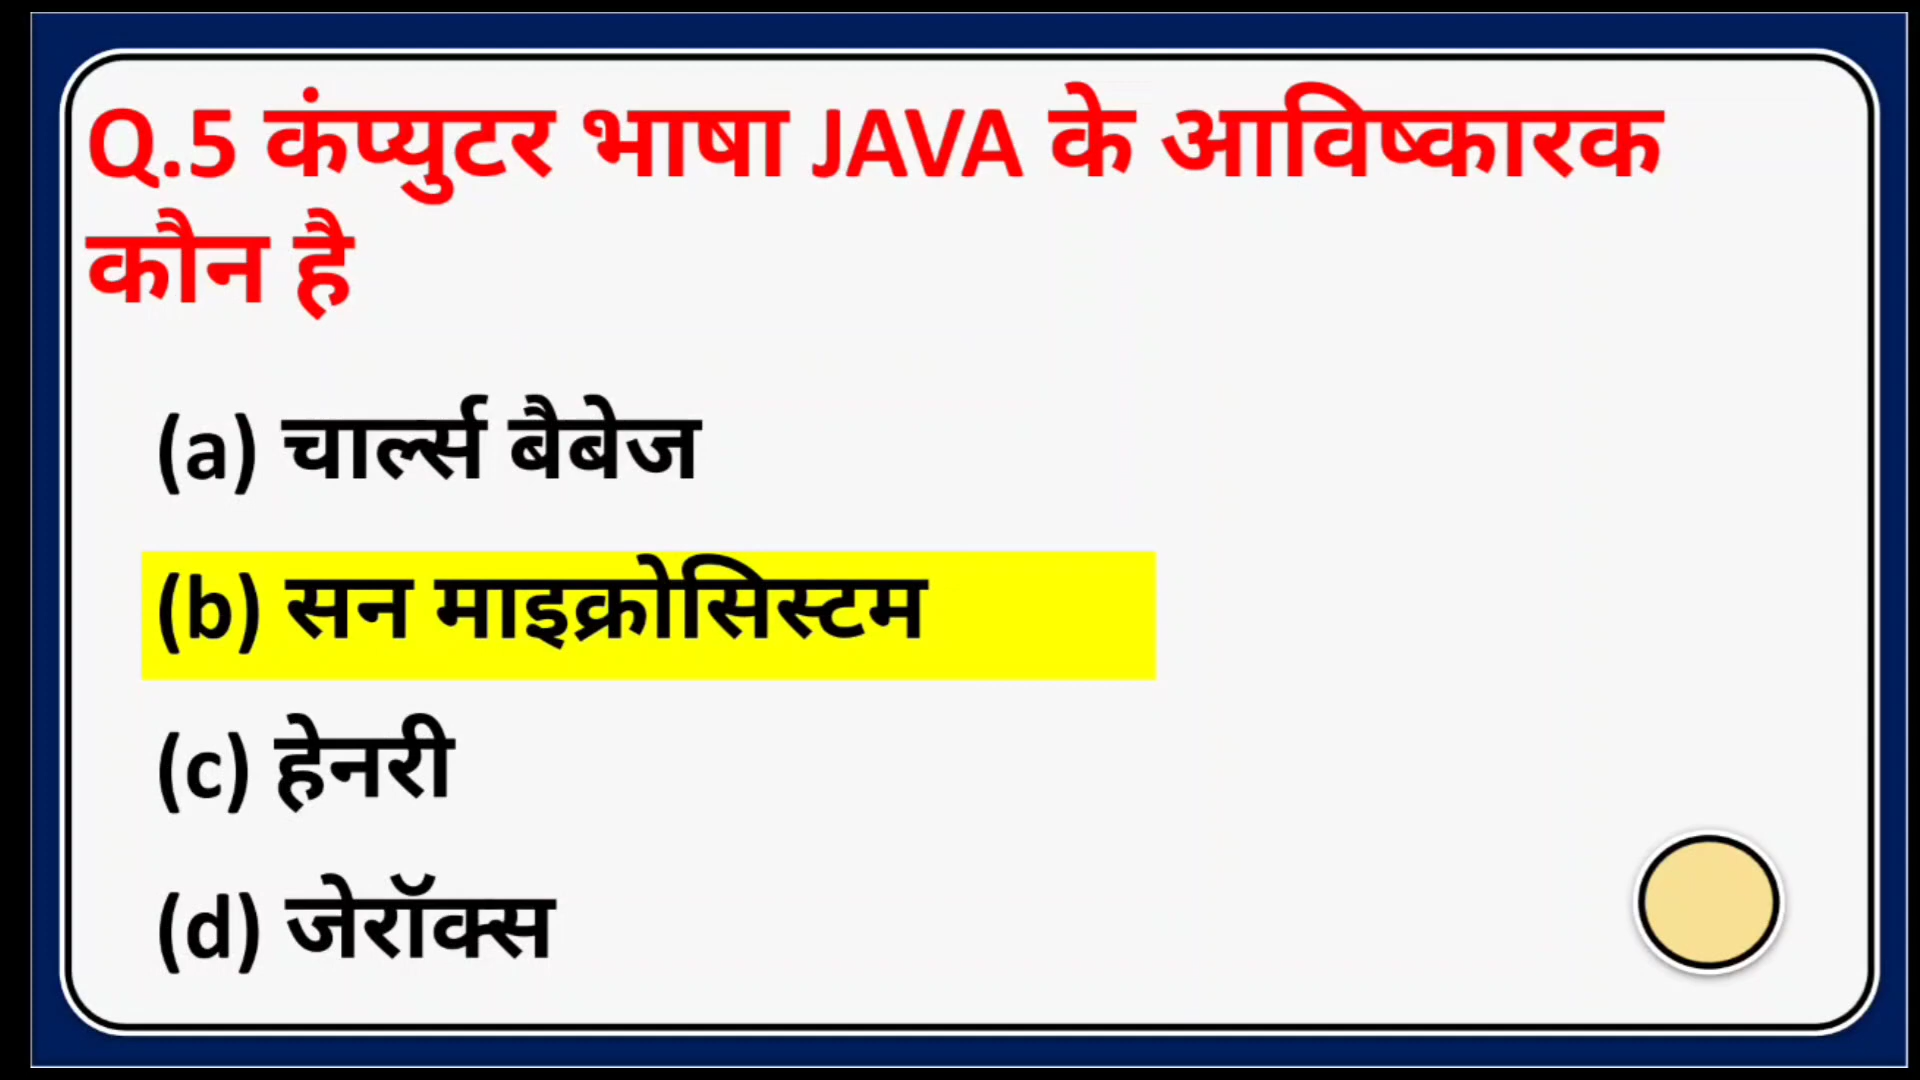 Q.5 कंप्युटर भाषा JAVA के आविष्कारक
कौन है
(a) चार्ल्स बैबेज
(b) सन माइक्रोसिस्टम
(c) हेनरी
(d) जेरॉक्स